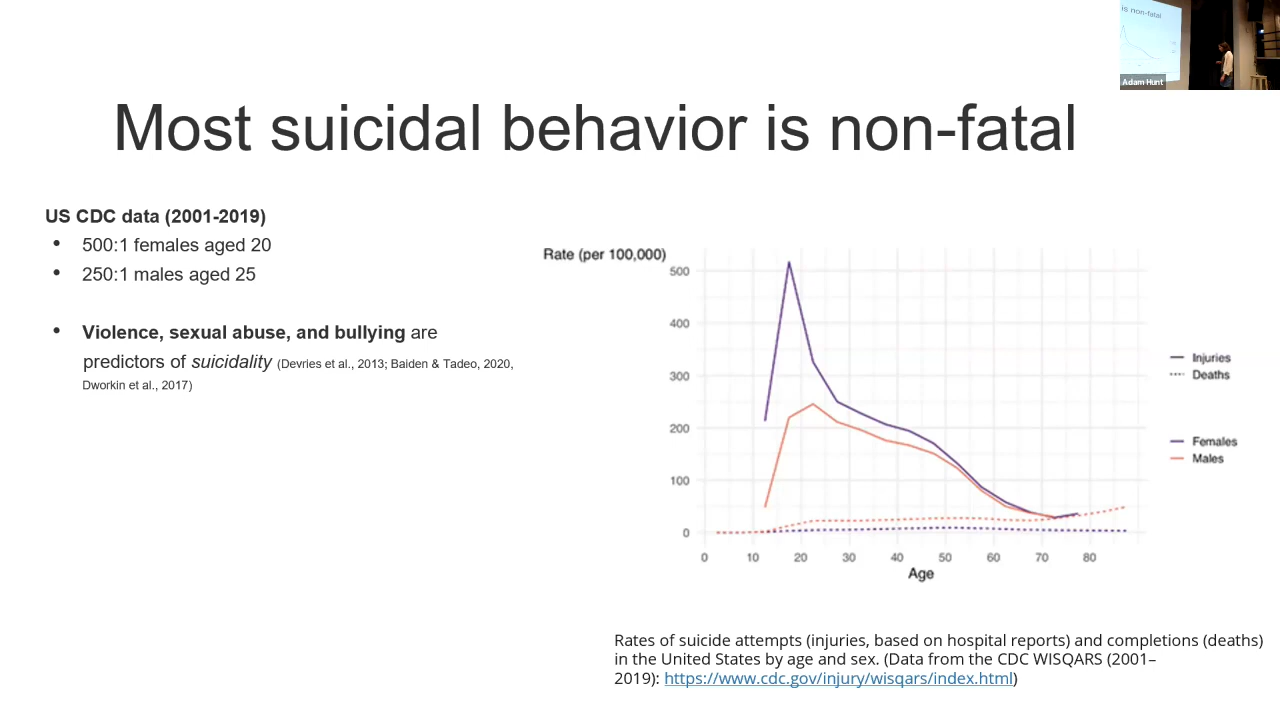 is non-fatal
Adam Hunt
Most suicidal behavior is non-fatal
US CDC data (2001-2019)
• 500:1 females aged 20
• 250:1 males aged 25
• Violence, sexual abuse, and bullying are
predictors of suicidality (Devries et al., 2013; Baiden & Tadeo, 2020,
Dworkin et al., 2017)
Rate (per 100,000)
500
400
300
200
100
0
0 10 20 30 40 50 60 70 80
Age
Injuries
Deaths
Females
Males
Rates of suicide attempts (injuries, based on hospital reports) and completions (deaths)
in the United States by age and sex. (Data from the CDC WISQARS (2001–
2019): https://www.cdc.gov/injury/wisqars/index.html)